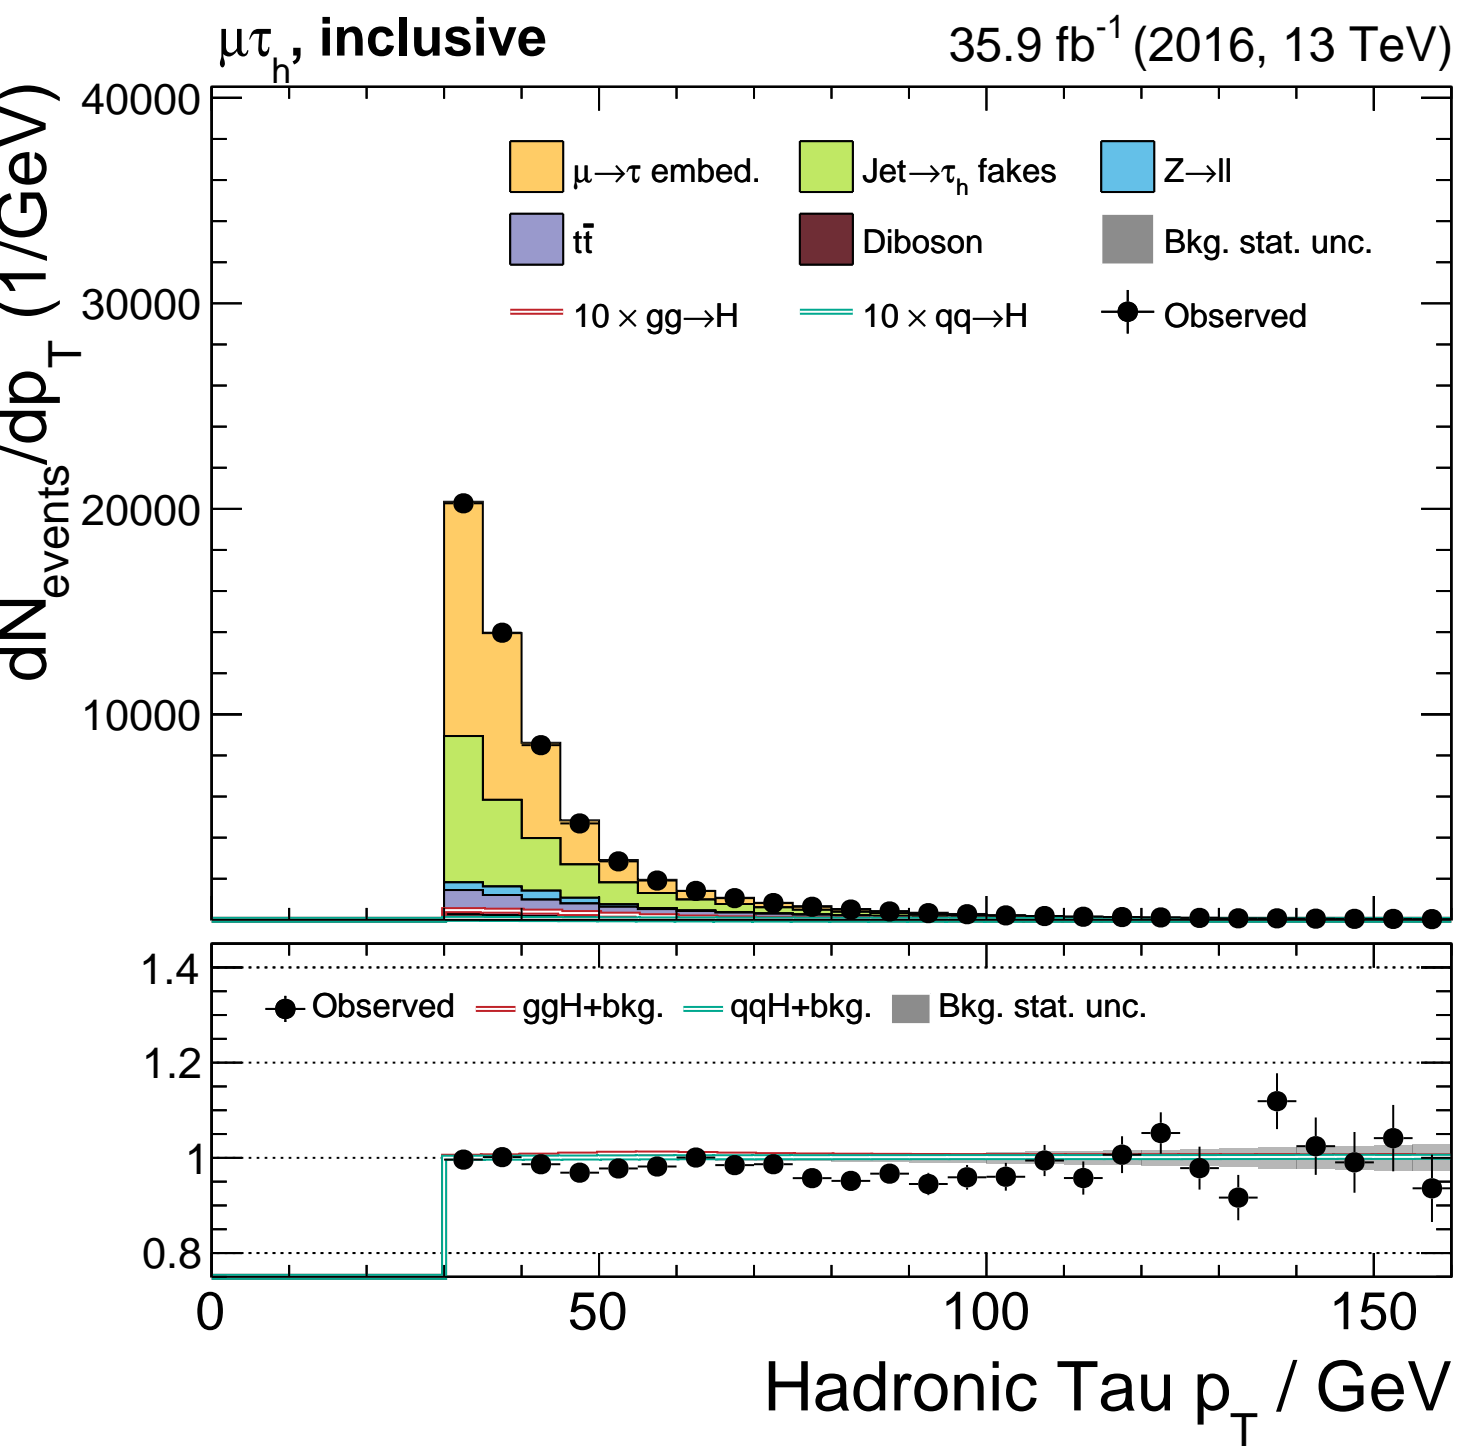 μτh, inclusive
35.9 fb-1 (2016, 13 TeV)
dNevents/dpT (1/GeV)
40000
30000
20000
10000
μ→τ embed.
Jet→τh fakes
Z→ll
tt̄
Diboson
Bkg. stat. unc.
10 × gg→H
10 × qq→H
Observed
1.4
1.2
1
0.8
Observed
ggH+bkg.
qqH+bkg.
Bkg. stat. unc.
0
50
100
150
Hadronic Tau pT / GeV